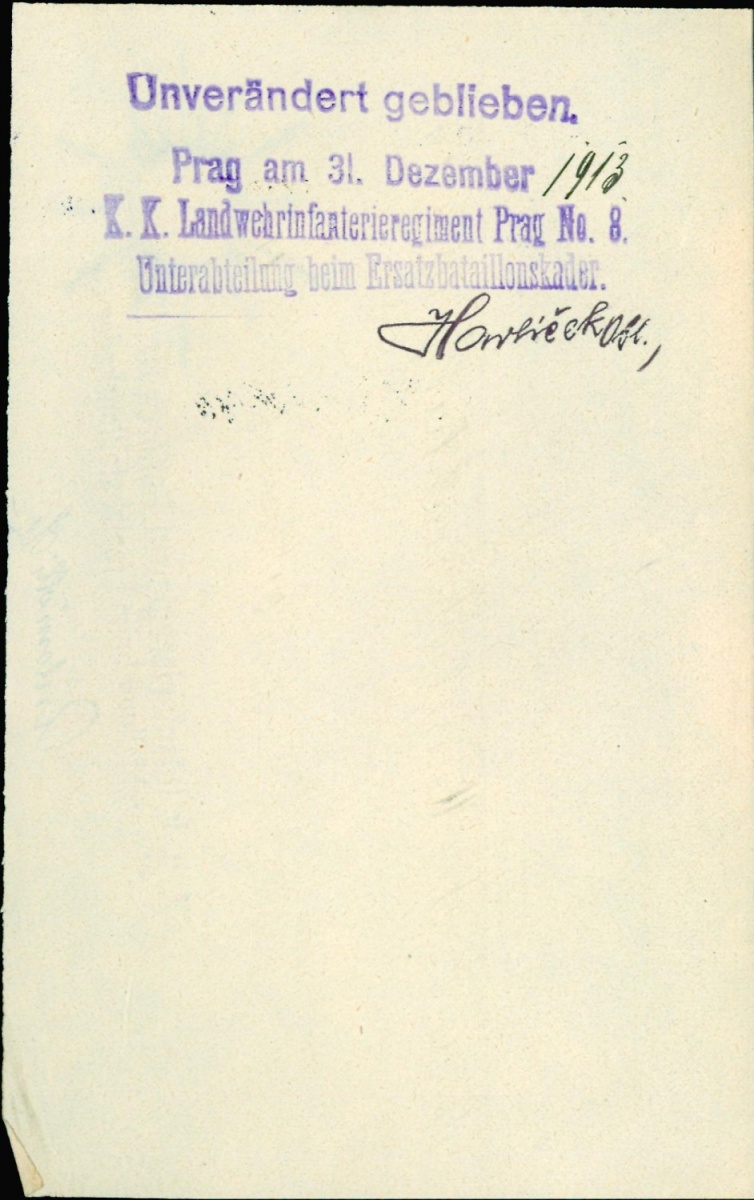 Unverändert geblieben.
Prag am 31. Dezember 1913
K. K. Landwehrinfanterieregiment Prag No. 8.
Unterabteilung beim Ersatzbataillonskader.